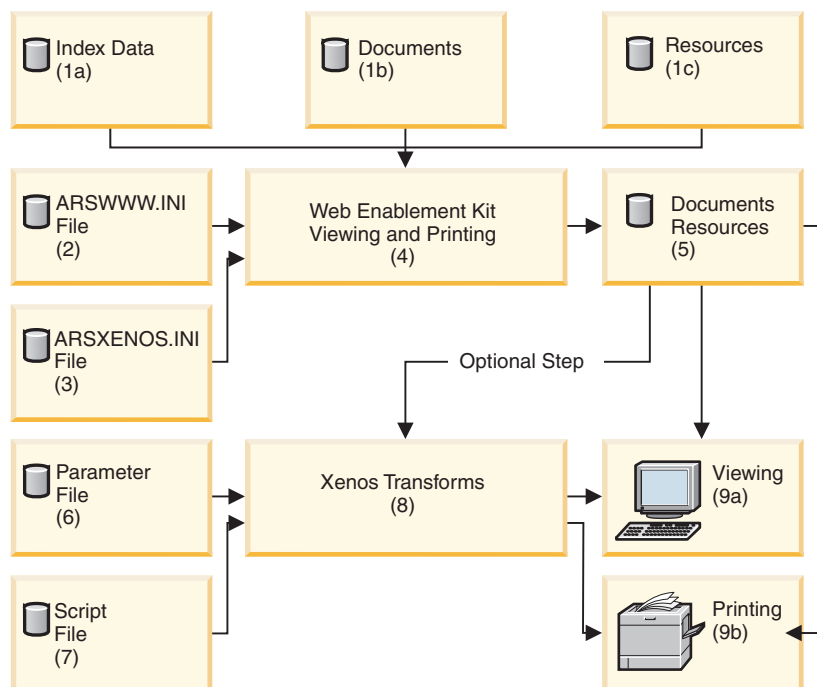 Index Data
(1a)
Documents
(1b)
Resources
(1c)
ARSWWW.INI
File
(2)
Web Enablement Kit
Viewing and Printing
(4)
Documents
Resources
(5)
ARSXENOS.INI
File
(3)
Optional Step
Parameter
File
(6)
Xenos Transforms
(8)
Viewing
(9a)
Script
File
(7)
Printing
(9b)